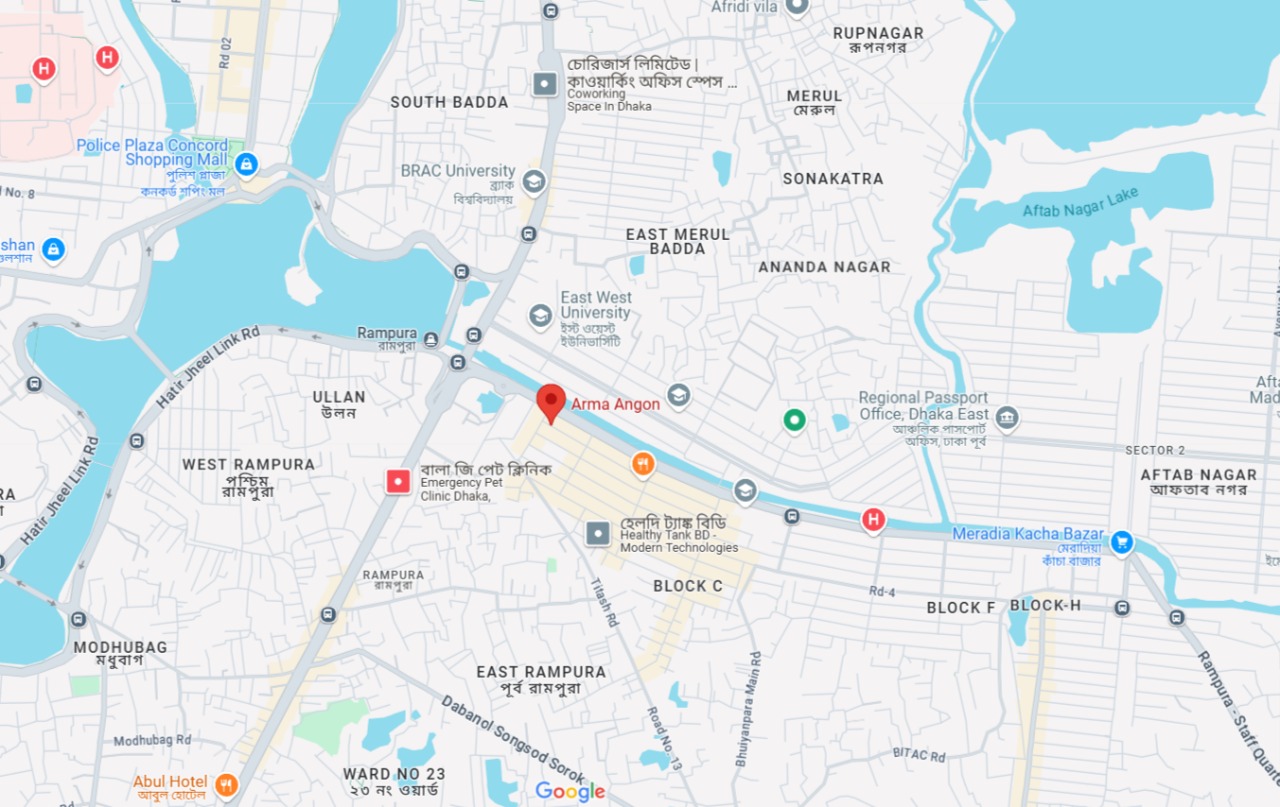 Afridi vila
RUPNAGAR
রূপনগর
Rd 02
চোরিজার্স লিমিটেড |
কাওয়ার্কিং অফিস স্পেস ...
Coworking
Space In Dhaka
SOUTH BADDA
MERUL
মেরুল
Police Plaza Concord
Shopping Mall
পুলিশ প্লাজা
কনকর্ড শপিং মল
BRAC University
ব্র্যাক
বিশ্ববিদ্যালয়
SONAKATRA
No. 8
Aftab Nagar Lake
EAST MERUL
BADDA
shan
গুলশান
ANANDA NAGAR
East West
University
ইস্ট ওয়েস্ট
ইউনিভার্সিটি
Rampura
রামপুরা
Hatir Jheel Link Rd
ULLAN
উলন
Arma Angon
Regional Passport
Office, Dhaka East
আঞ্চলিক পাসপোর্ট
অফিস, ঢাকা পূর্ব
Afta
Mad
SECTOR 2
AFTAB NAGAR
আফতাব নগর
WEST RAMPURA
পশ্চিম
রামপুরা
বালা জি পেট ক্লিনিক
Emergency Pet
Clinic Dhaka,
RA
Hatir Jheel Link Rd
হেলদি ট্যাঙ্ক বিডি
Healthy Tank BD -
Modern Technologies
Meradia Kacha Bazar
মেরাদিয়া
কাঁচা বাজার
RAMPURA
রামপুরা
Titash Rd
BLOCK C
Rd-4
BLOCK F
BLOCK-H
MODHUBAG
মধুবাগ
EAST RAMPURA
পূর্ব রামপুরা
Bhuiyanpara Main Rd
Rampura - Staff Quart
Dabanol Songsod Sorok
Road No. 13
Modhubag Rd
BITAC Rd
Abul Hotel
আবুল হোটেল
WARD NO 23
২৩ নং ওয়ার্ড
Google